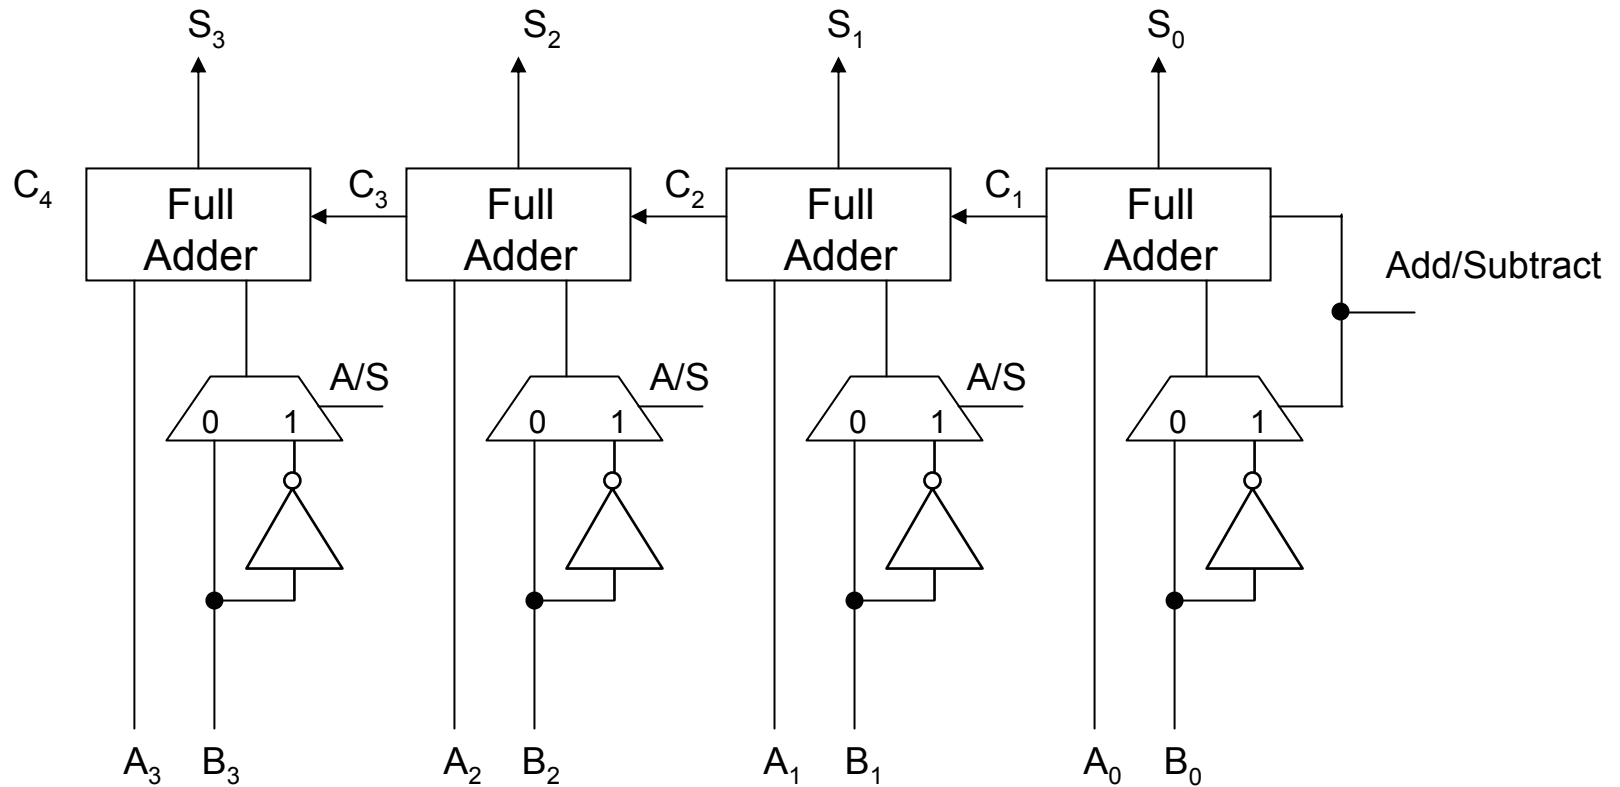 S3 S2 S1 S0
C4 Full Adder C3 Full Adder C2 Full Adder C1 Full Adder
Add/Subtract
A/S A/S A/S
0 1 0 1 0 1 0 1
A3 B3 A2 B2 A1 B1 A0 B0